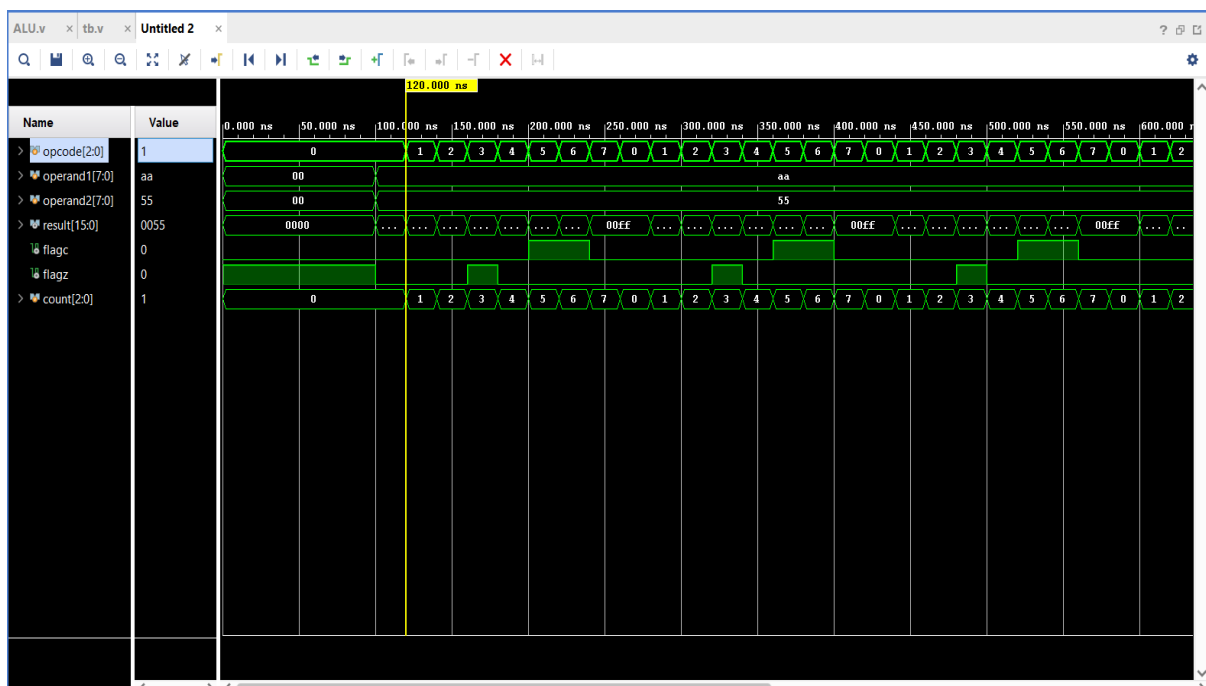 ALU.v × tb.v × Untitled 2 ×
120.000 ns
Name Value
0.000 ns 50.000 ns 100.000 ns 150.000 ns 200.000 ns 250.000 ns 300.000 ns 350.000 ns 400.000 ns 450.000 ns 500.000 ns 550.000 ns 600.000 n
opcode[2:0] 1 0 1 2 3 4 5 6 7 0 1 2 3 4 5 6 7 0 1 2 3 4 5 6 7 0 1 2
operand1[7:0] aa 00 aa
operand2[7:0] 55 00 55
result[15:0] 0055 0000 ... ... ... ... ... ... ... 00ff ... ... ... ... ... ... 00ff ... ... ... ... ... ... 00ff ... ..
flagc 0
flagz 0
count[2:0] 1 0 1 2 3 4 5 6 7 0 1 2 3 4 5 6 7 0 1 2 3 4 5 6 7 0 1 2